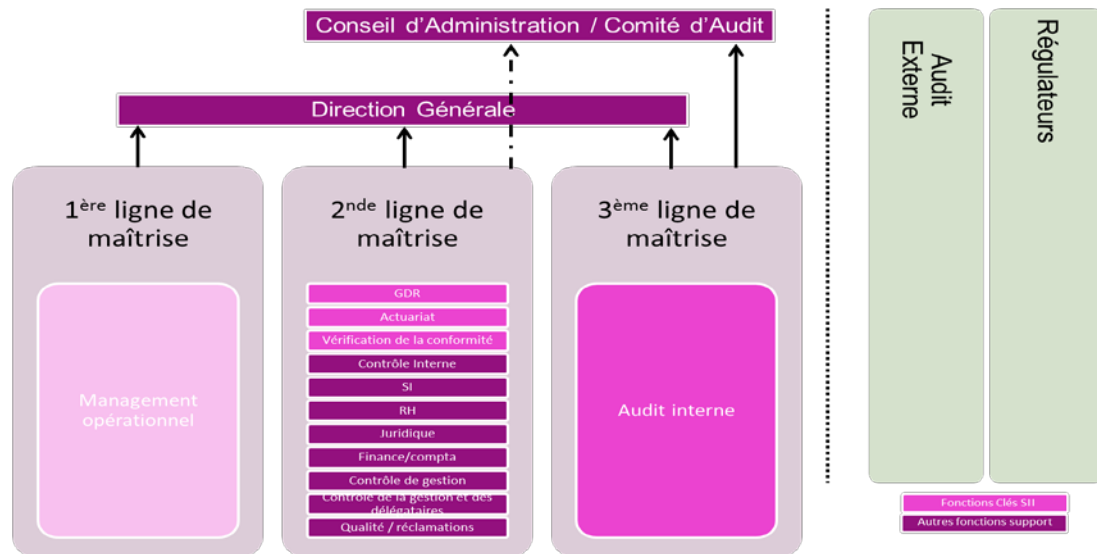 Conseil d'Administration / Comité d'Audit
Direction Générale
1ère ligne de
maîtrise
Management
opérationnel
2nde ligne de
maîtrise
GDR
Actuariat
Vérification de la conformité
Contrôle Interne
SI
RH
Juridique
Finance/compta
Contrôle de gestion
Contrôle de la gestion et des
délégataires
Qualité / réclamations
3ème ligne de
maîtrise
Audit interne
Audit
Externe
Régulateurs
Fonctions Clés SII
Autres fonctions support